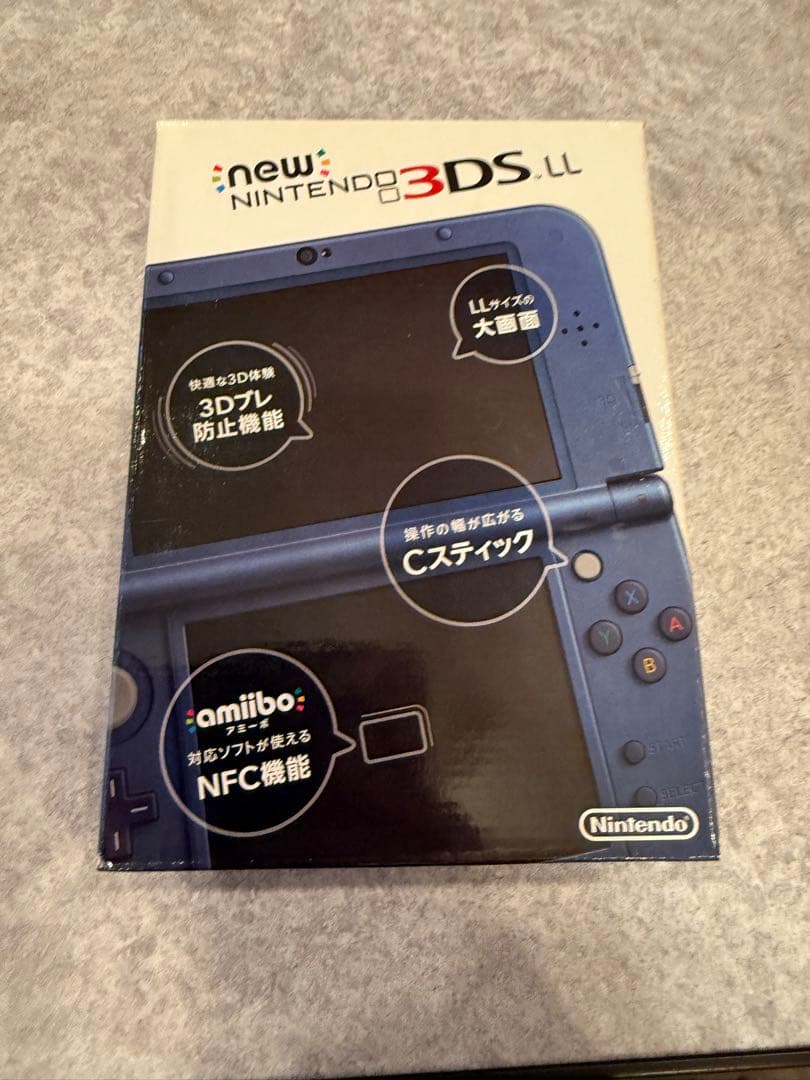 new
NINTENDO 3DS LL
LLサイズの
大画面
快適な3D体験
3Dブレ
防止機能
3D
操作の幅が広がる
Cスティック
X
Y
A
B
amiibo
アミーボ
対応ソフトが使える
NFC機能
START
SELECT
Nintendo